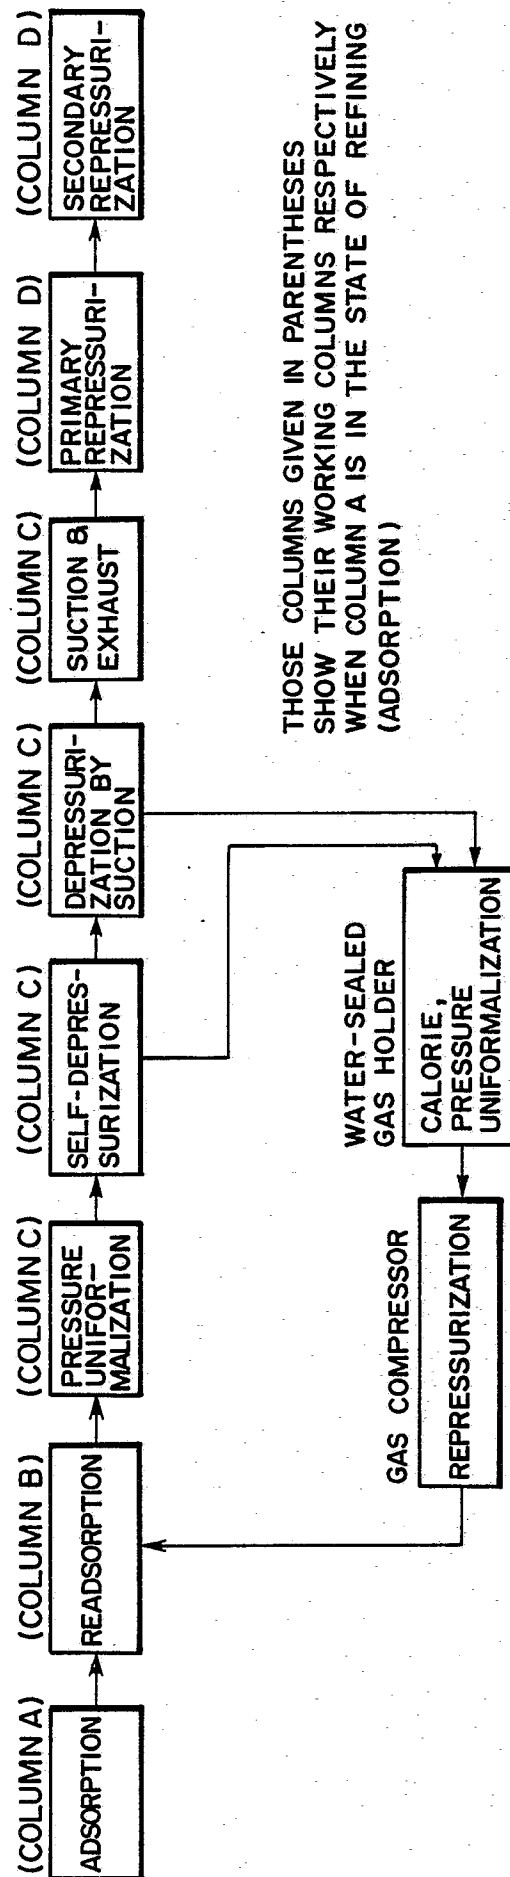 (COLUMN A)
ADSORPTION
(COLUMN B)
READSORPTION
(COLUMN C)
PRESSURE
UNIFOR-
MALIZATION
(COLUMN C)
SELF-DEPRES-
SURIZATION
(COLUMN C)
DEPRESSURI-
ZATION BY
SUCTION
(COLUMN C)
SUCTION &
EXHAUST
(COLUMN D)
PRIMARY
REPRESSURI-
ZATION
(COLUMN D)
SECONDARY
REPRESSURI-
ZATION
GAS COMPRESSOR
REPRESSURIZATION
WATER-SEALED
GAS HOLDER
CALORIE,
PRESSURE
UNIFORMALIZATION
THOSE COLUMNS GIVEN IN PARENTHESES
SHOW THEIR WORKING COLUMNS RESPECTIVELY
WHEN COLUMN A IS IN THE STATE OF REFINING
(ADSORPTION)